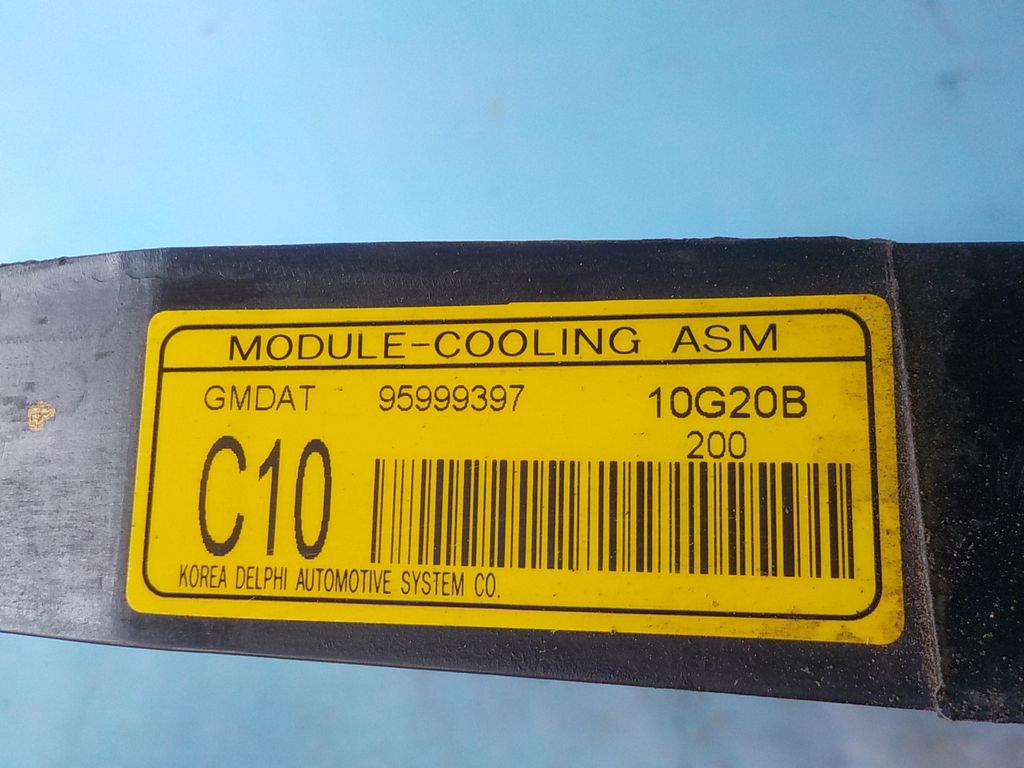 MODULE-COOLING ASM
GMDAT 95999397 10G20B
200
C10
KOREA DELPHI AUTOMOTIVE SYSTEM CO.